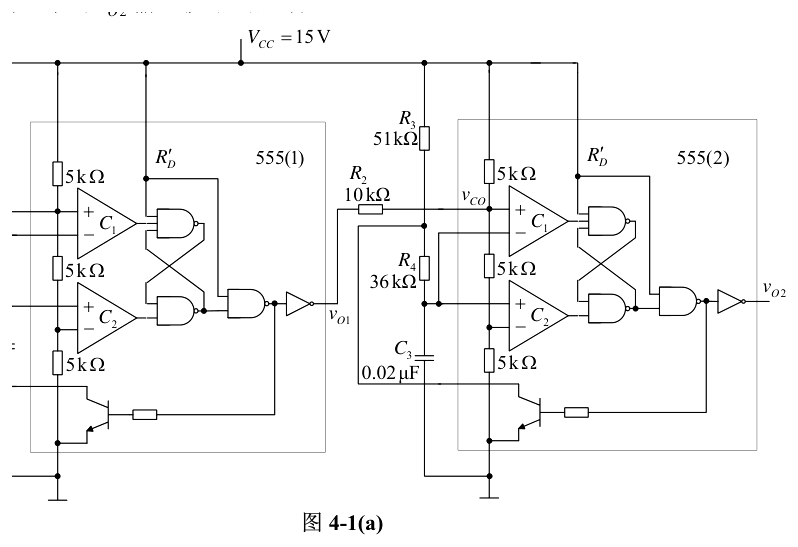 V_CC = 15 V
R_3
51kΩ
R'_D
555(1)
R'_D
555(2)
5kΩ
R_2
10kΩ
v_CO
5kΩ
+
−
C_1
+
−
C_1
5kΩ
R_4
36kΩ
5kΩ
+
−
C_2
v_O1
+
−
C_2
v_O2
5kΩ
C_3
0.02μF
5kΩ
图 4-1(a)